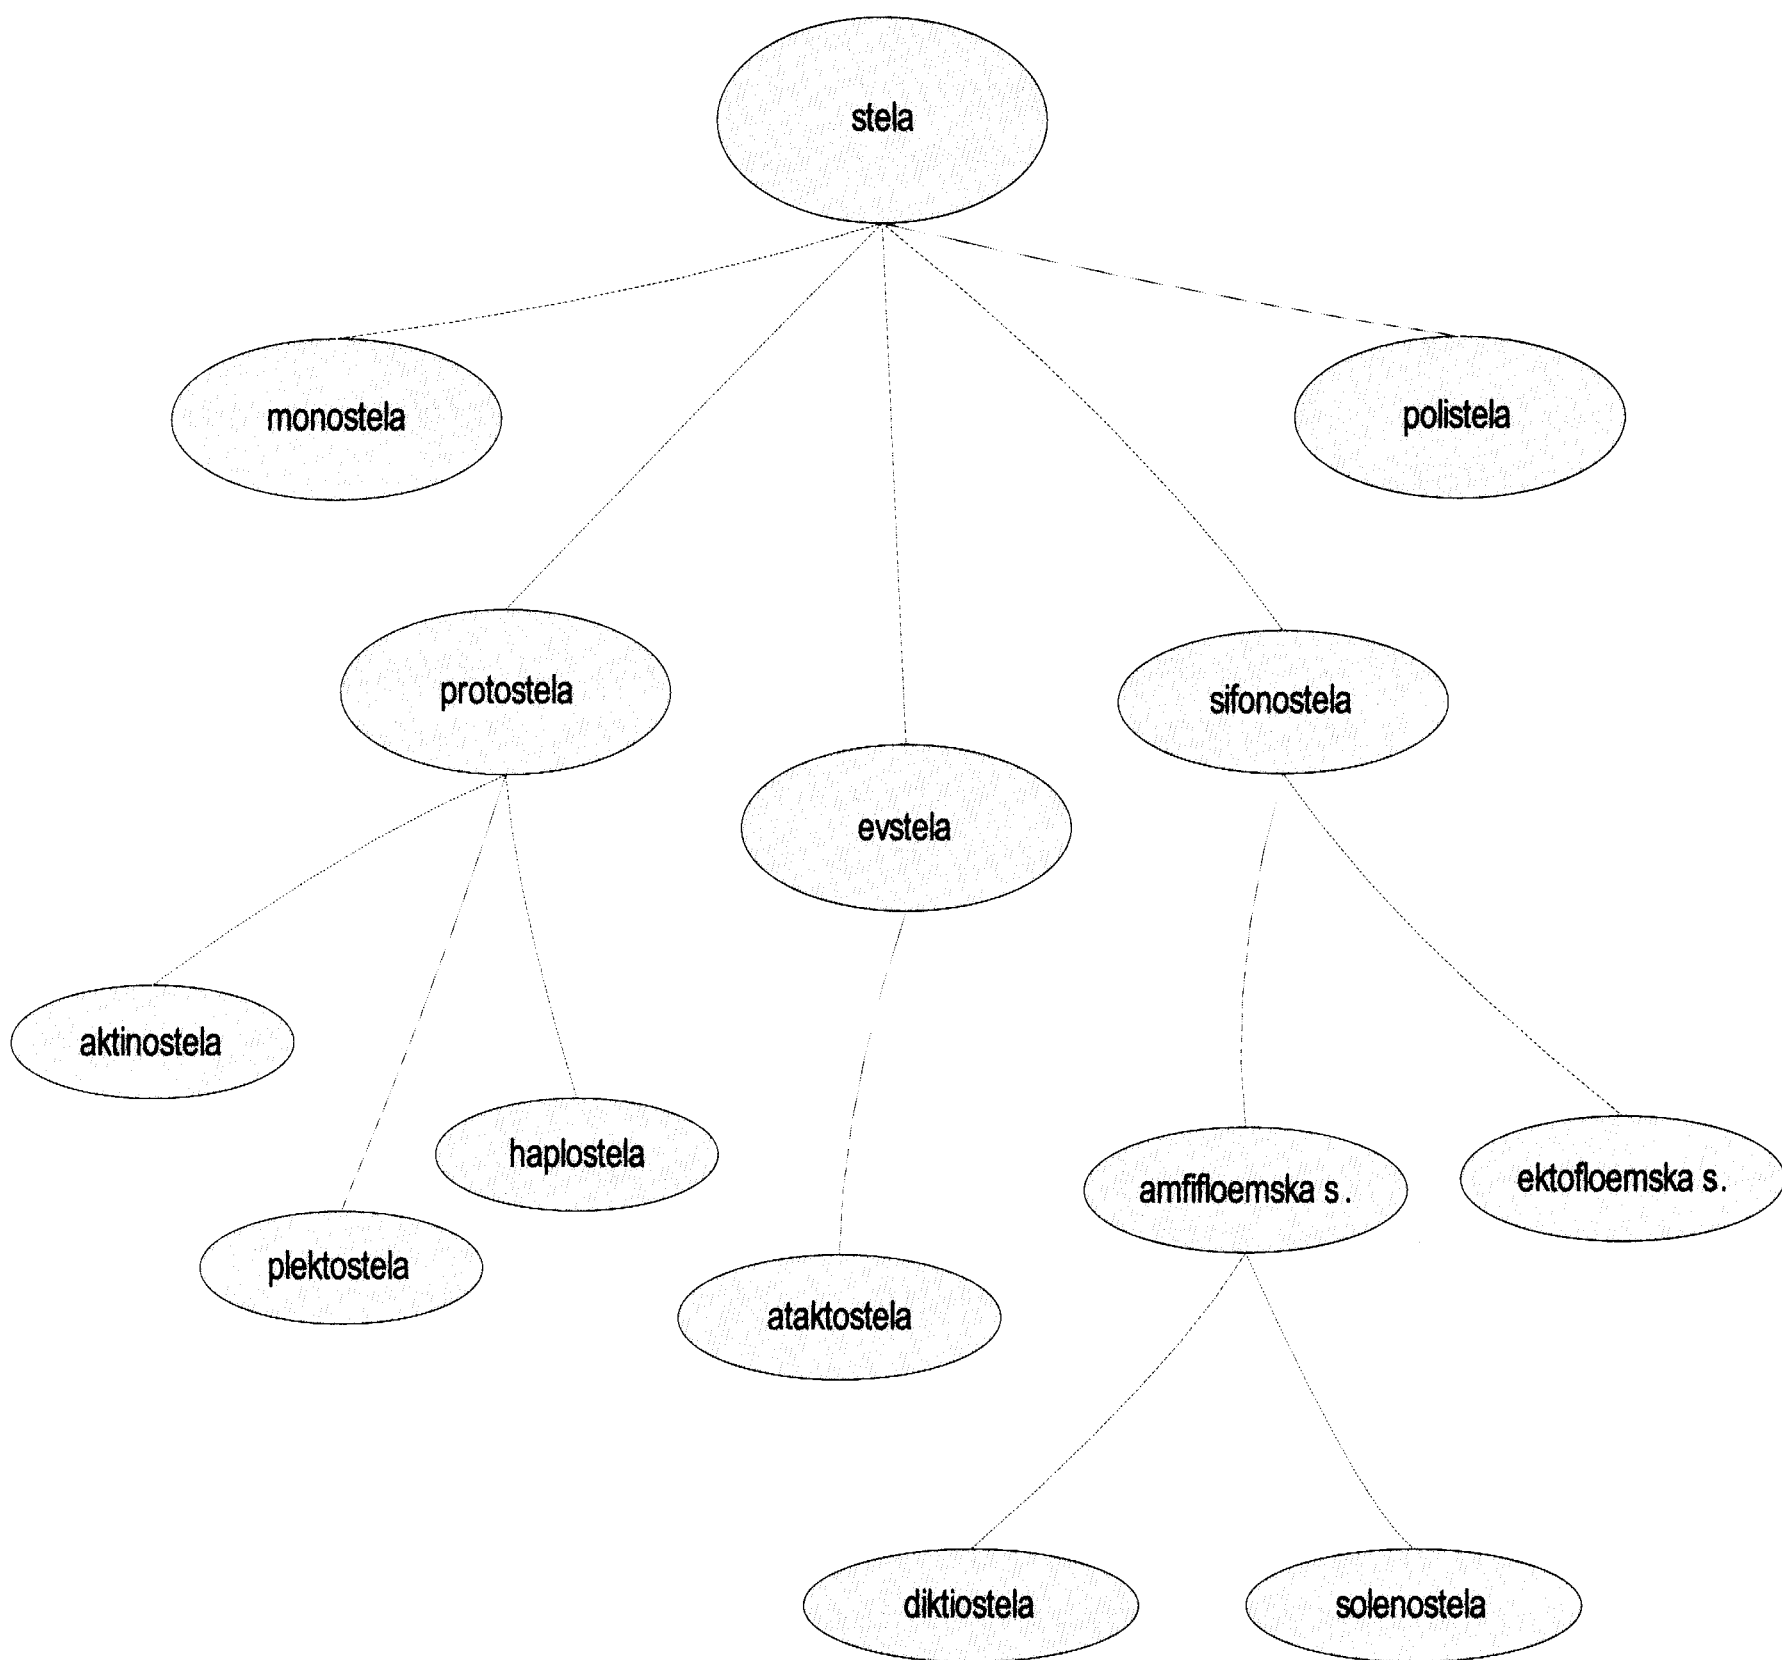 stela
monostela
polistela
protostela
sifonostela
evstela
aktinostela
haplostela
amfifloemska s.
ektofloemska s.
plektostela
ataktostela
diktiostela
solenostela